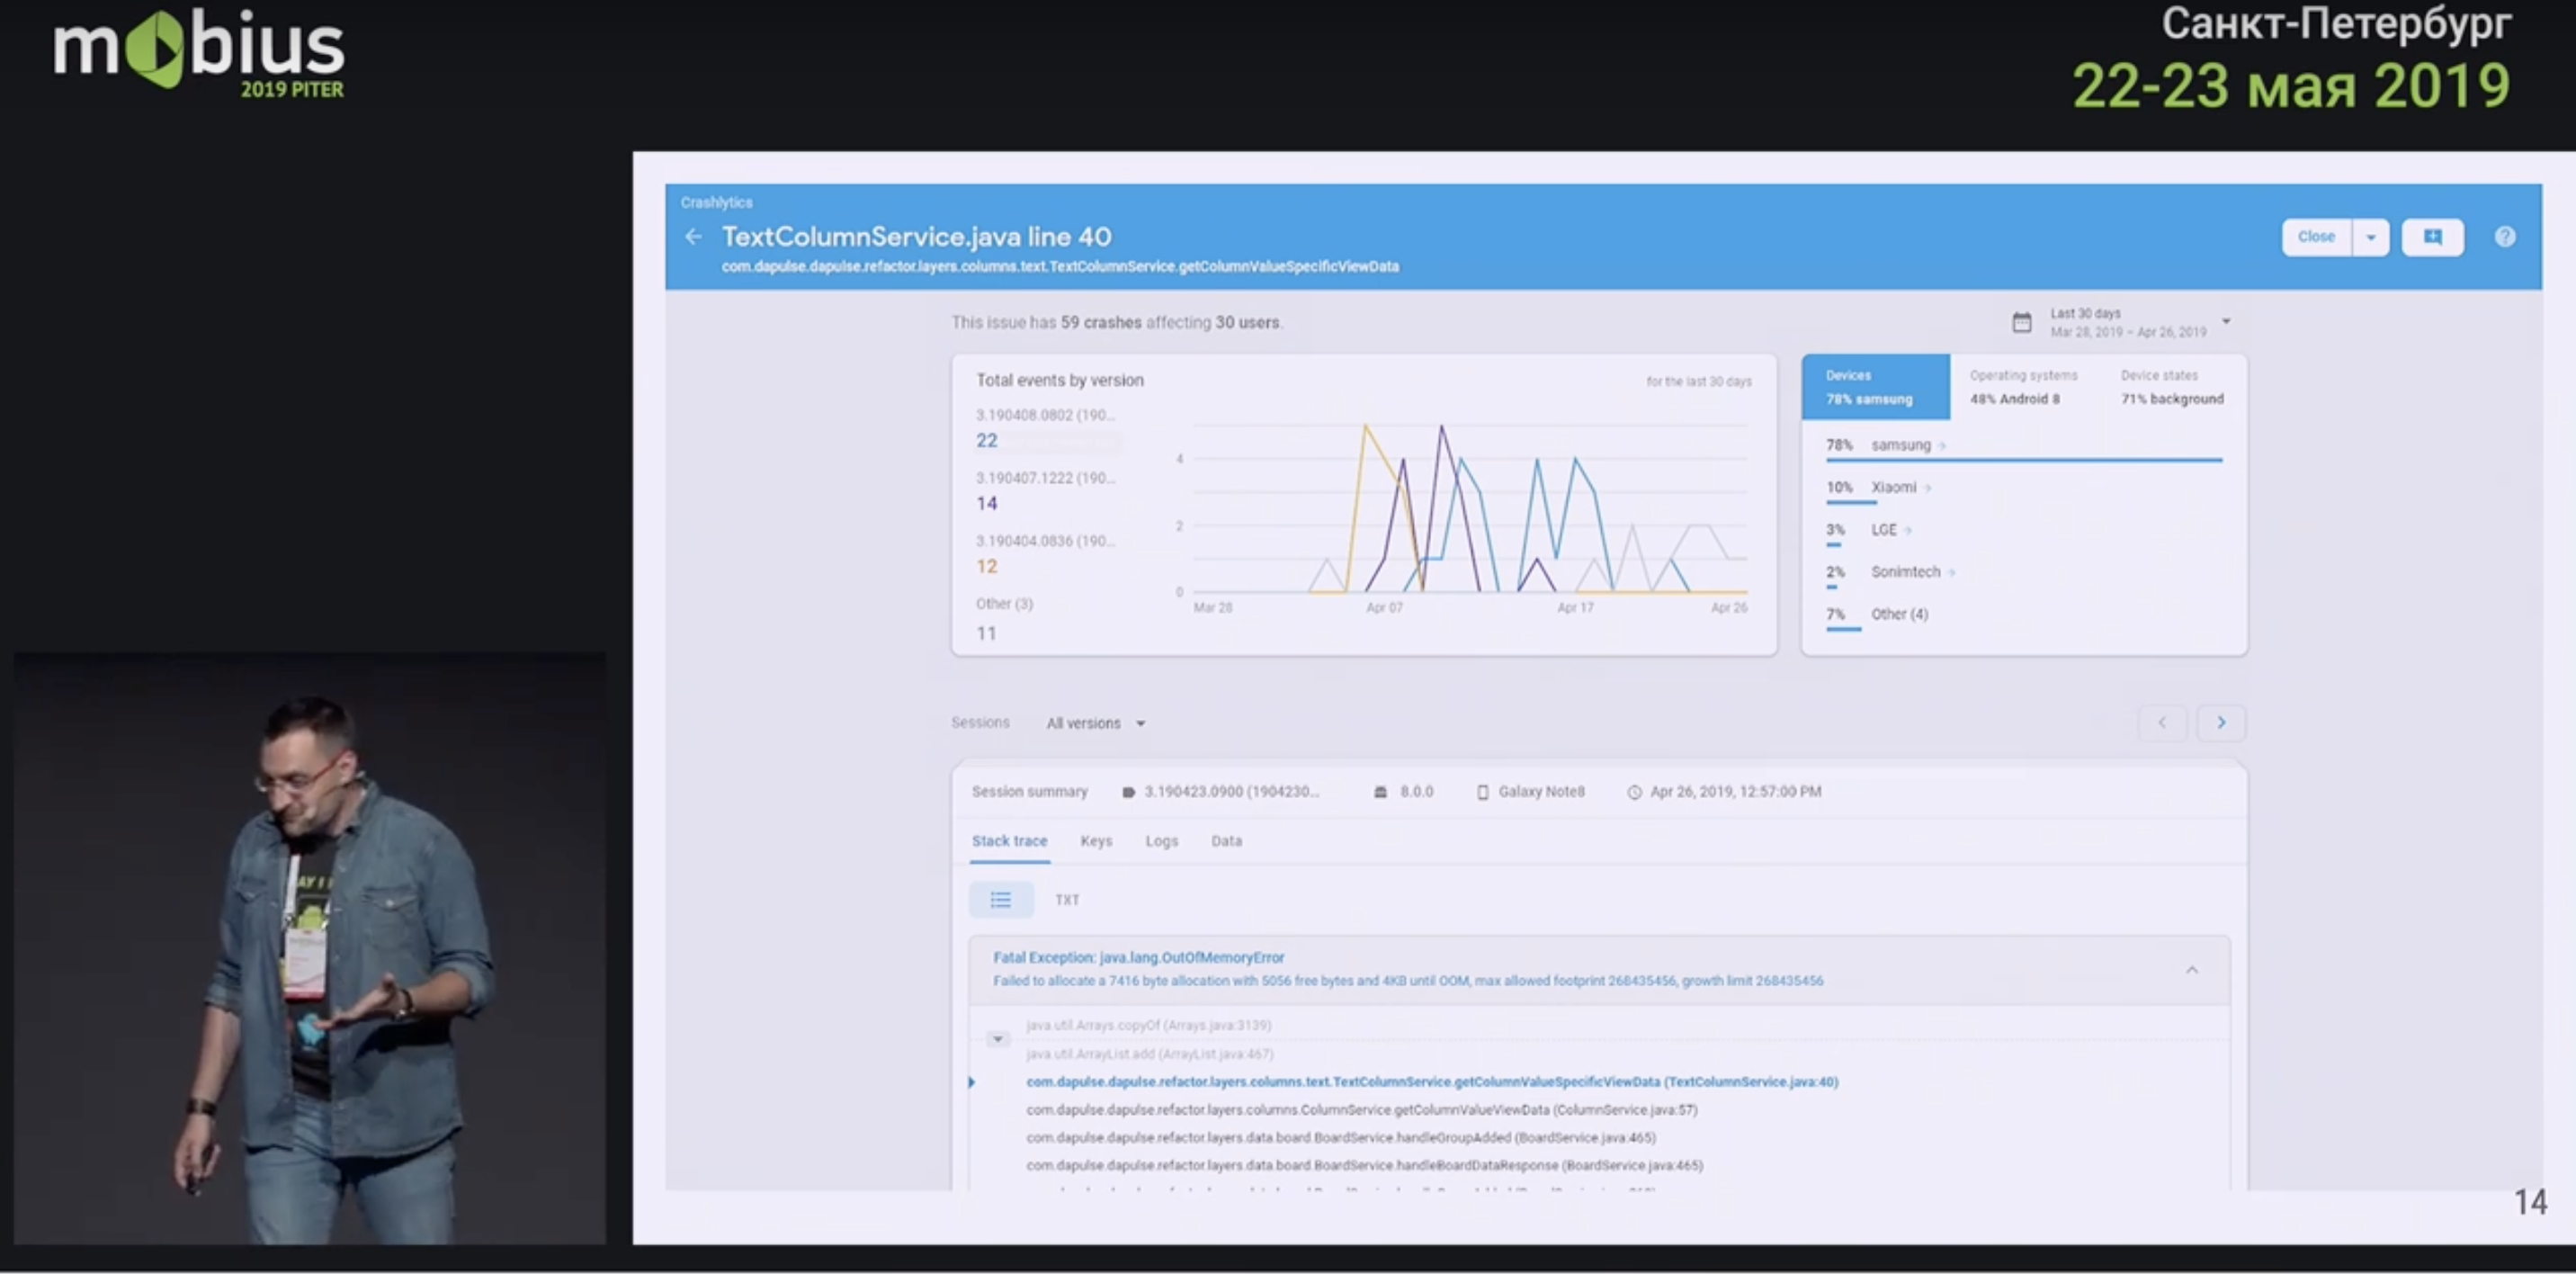 mobius
2019 PITER
Санкт-Петербург
22-23 мая 2019
Crashlytics
TextColumnService.java line 40
com.dapulse.dapulse.refactor.layers.columns.text.TextColumnService.getColumnValueSpecificViewData
Close
This issue has 59 crashes affecting 30 users.
Last 30 days
Mar 28, 2019 – Apr 26, 2019
Total events by version
for the last 30 days
3.190408.0802 (190...
22
3.190407.1222 (190...
14
3.190404.0836 (190...
12
Other (3)
11
4
2
0
Mar 28 Apr 07 Apr 17 Apr 26
Devices Operating systems Device states
78% samsung 48% Android 8 71% background
78% samsung
10% Xiaomi
3% LGE
2% Sonimtech
7% Other (4)
Sessions All versions
Session summary 3.190423.0900 (1904230... 8.0.0 Galaxy Note8 Apr 26, 2019, 12:57:00 PM
Stack trace Keys Logs Data
TXT
Fatal Exception: java.lang.OutOfMemoryError
Failed to allocate a 7416 byte allocation with 5056 free bytes and 4KB until OOM, max allowed footprint 268435456, growth limit 268435456
java.util.Arrays.copyOf (Arrays.java:3139)
java.util.ArrayList.add (ArrayList.java:467)
com.dapulse.dapulse.refactor.layers.columns.text.TextColumnService.getColumnValueSpecificViewData (TextColumnService.java:40)
com.dapulse.dapulse.refactor.layers.columns.ColumnService.getColumnValueViewData (ColumnService.java:57)
com.dapulse.dapulse.refactor.layers.data.board.BoardService.handleGroupAdded (BoardService.java:465)
com.dapulse.dapulse.refactor.layers.data.board.BoardService.handleBoardDataResponse (BoardService.java:465)
14